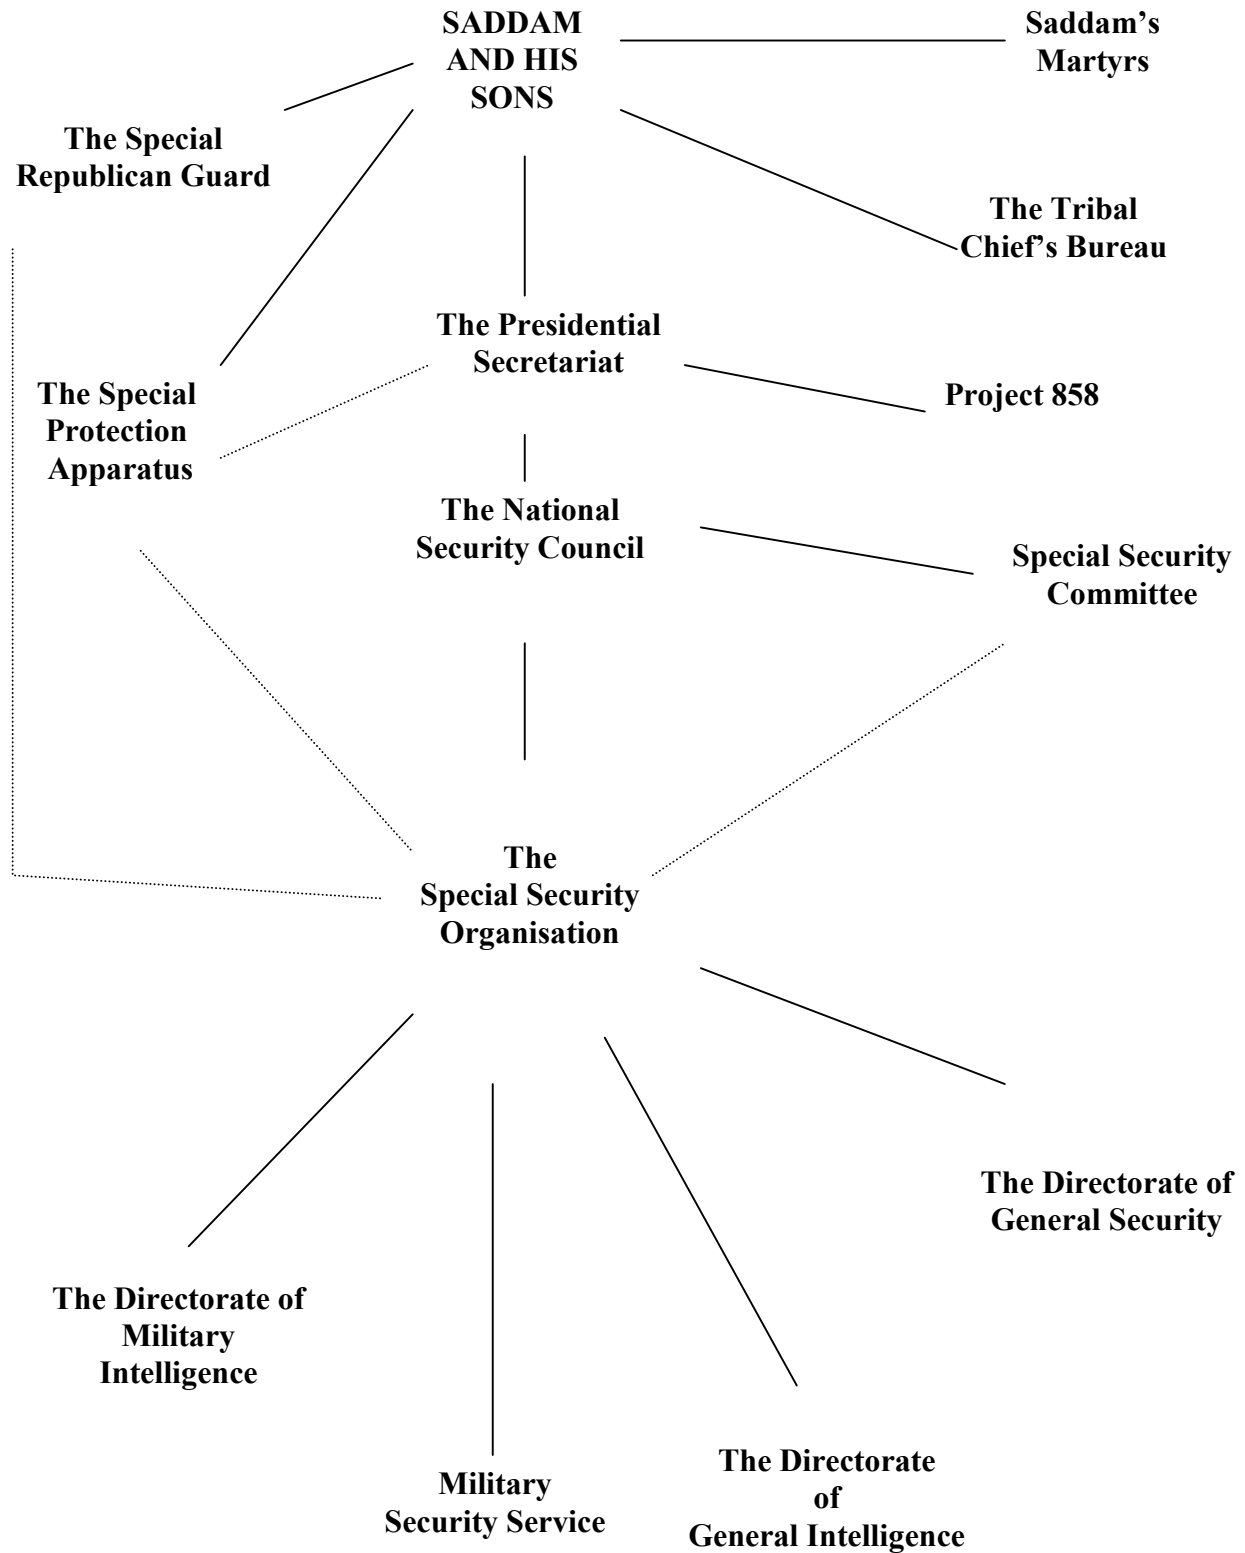 SADDAM
AND HIS
SONS
Saddam’s
Martyrs
The Special
Republican Guard
The Tribal
Chief’s Bureau
The Presidential
Secretariat
The Special
Protection
Apparatus
Project 858
The National
Security Council
Special Security
Committee
The
Special Security
Organisation
The Directorate of
General Security
The Directorate of
Military
Intelligence
Military
Security Service
The Directorate
of
General Intelligence